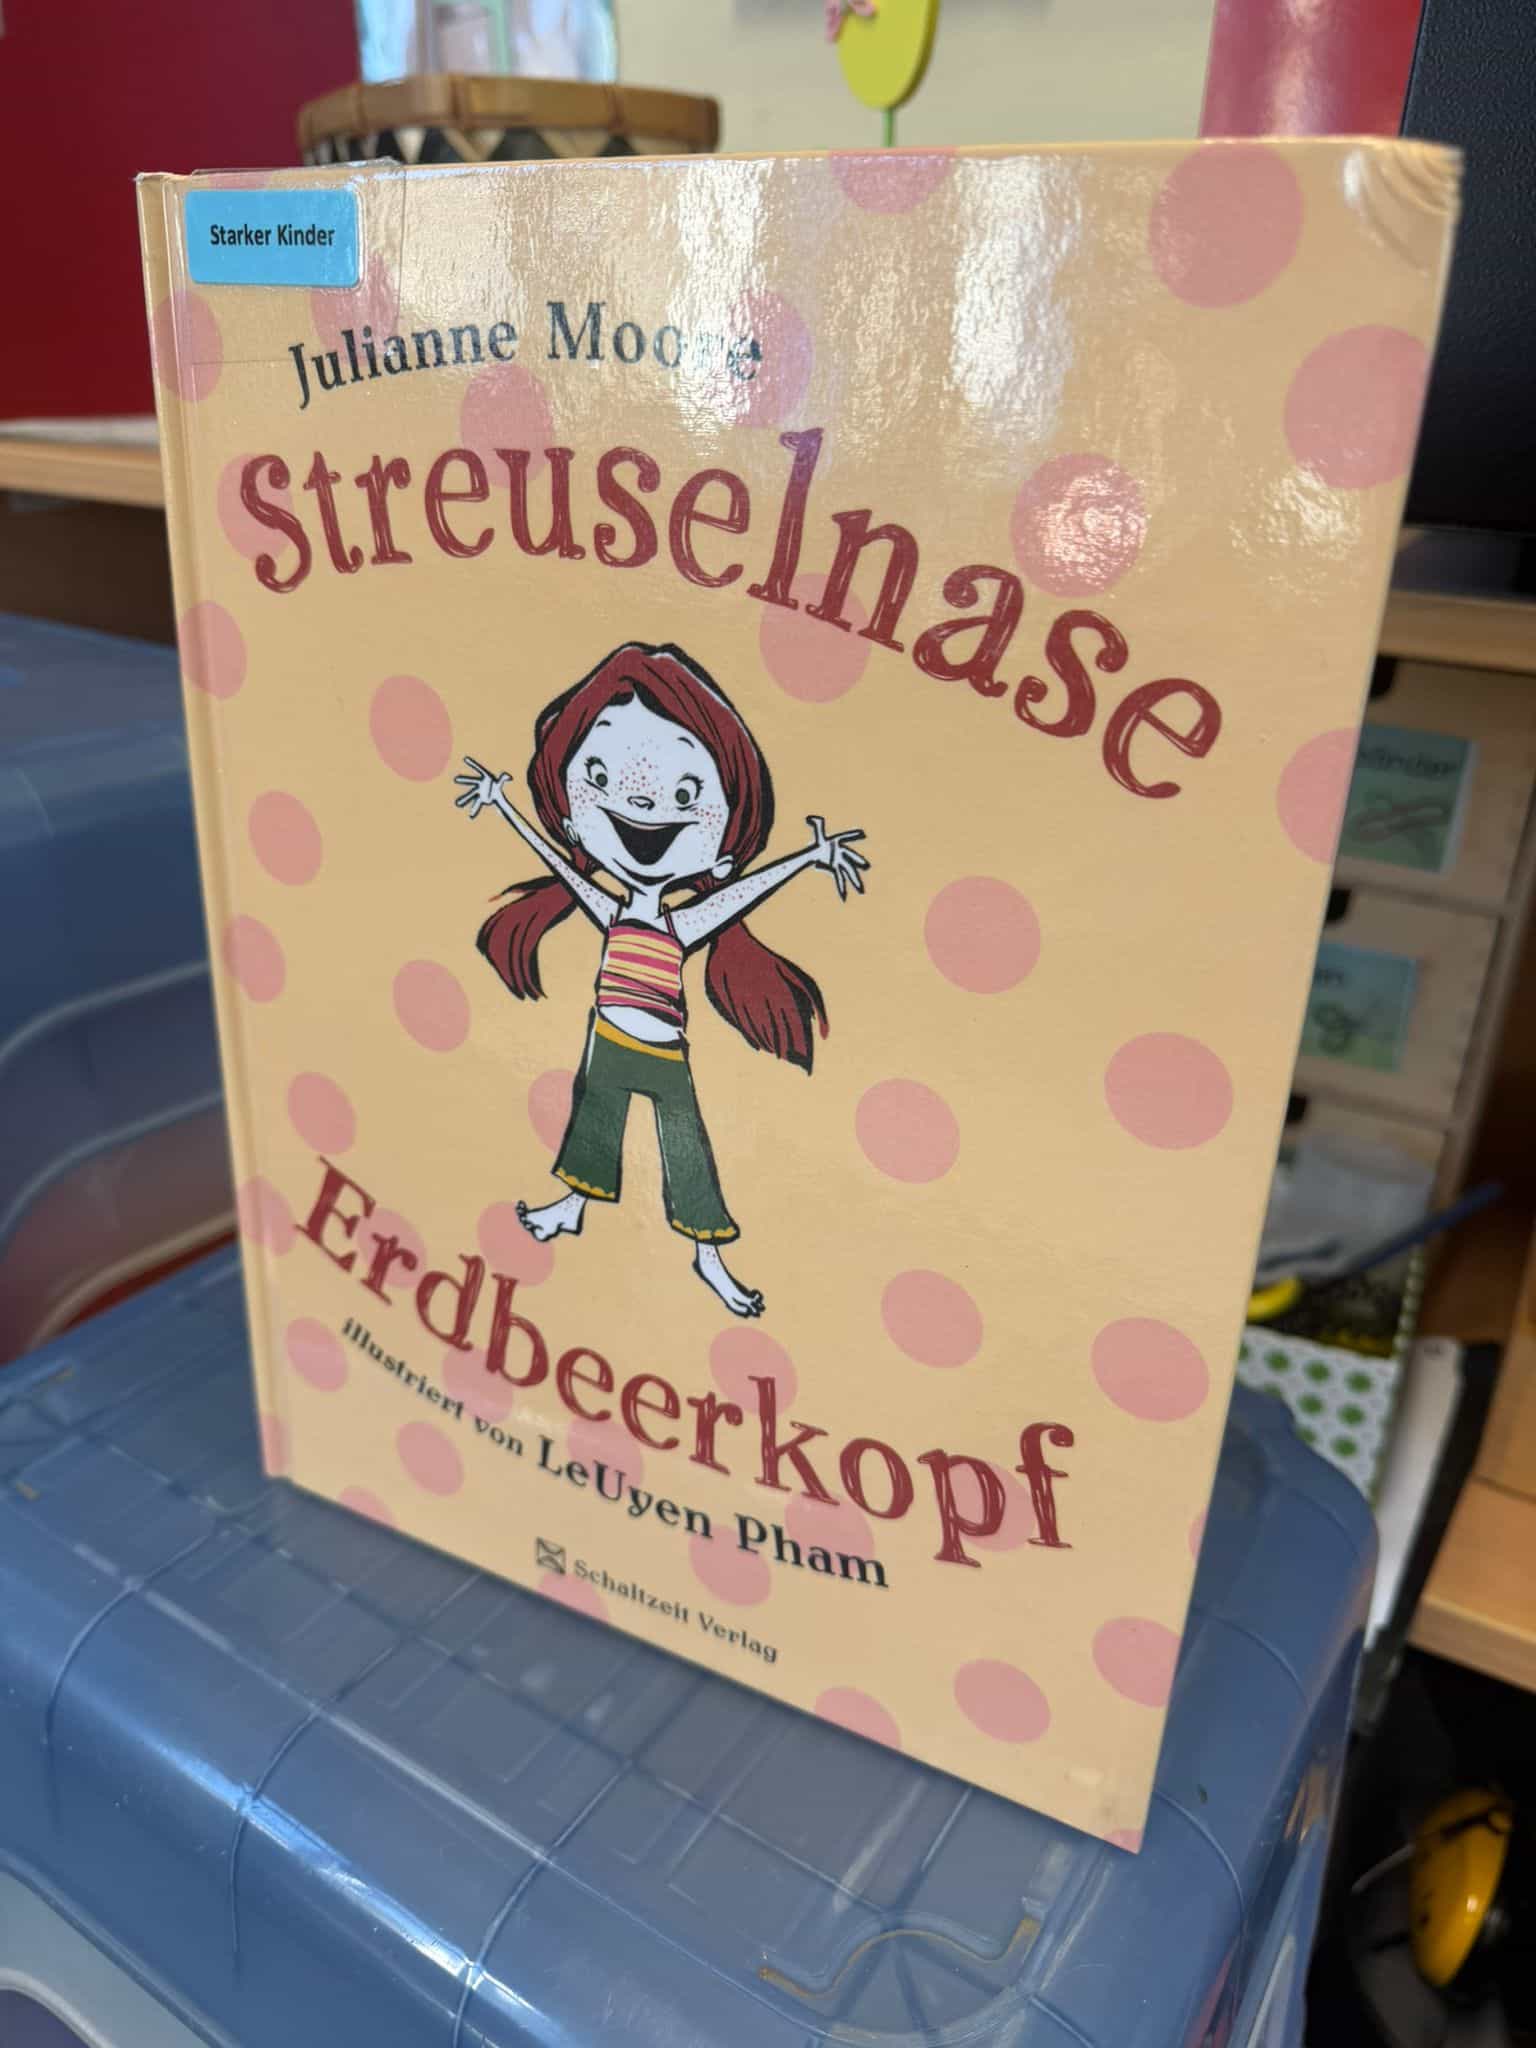 Starker Kinder
Julianne Moore
streuselnase
Erdbeerkopf
illustriert von LeUyen Pham
Schaltzeit Verlag